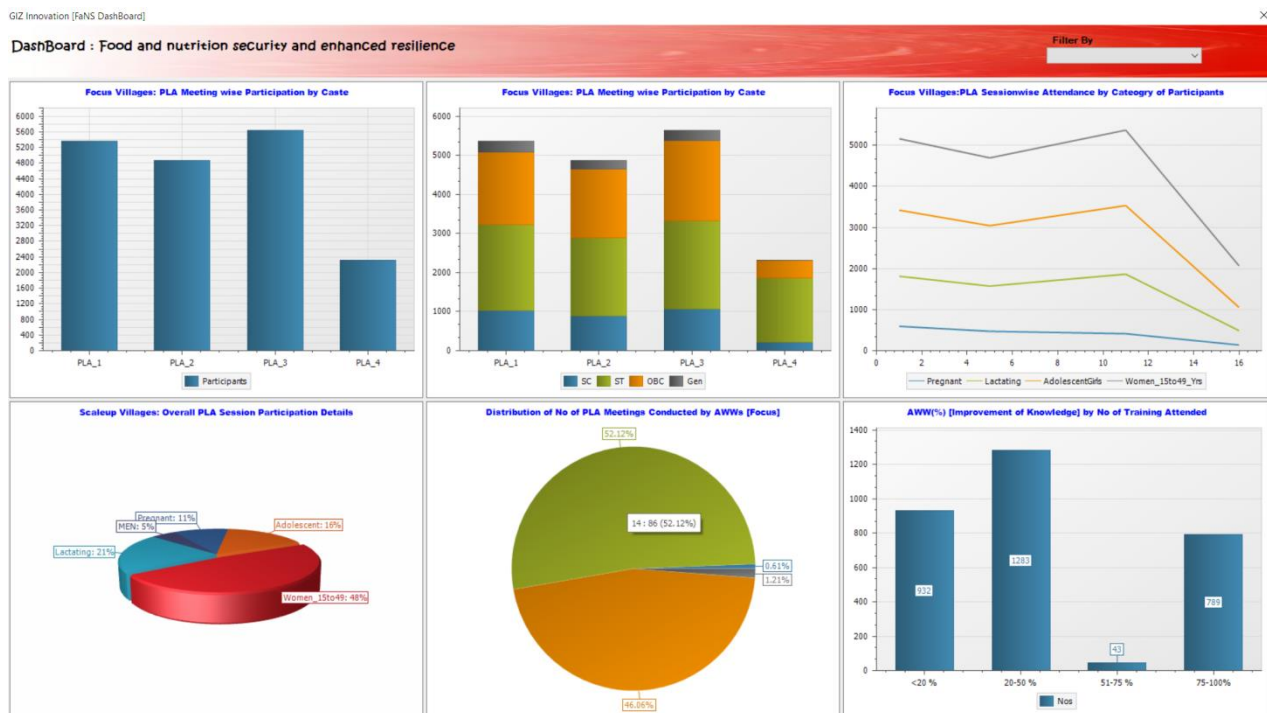 GIZ Innovation [FaNS DashBoard]
DashBoard : Food and nutrition security and enhanced resilience
Filter By
Focus Villages: PLA Meeting wise Participation by Caste
6000
5600
5200
4800
4400
4000
3600
3200
2800
2400
2000
1600
1200
800
400
0
PLA_1 PLA_2 PLA_3 PLA_4
Participants
Focus Villages: PLA Meeting wise Participation by Caste
6000
5000
4000
3000
2000
1000
0
PLA_1 PLA_2 PLA_3 PLA_4
SC ST OBC Gen
Focus Villages:PLA Sessionwise Attendance by Cateogry of Participants
5000
4000
3000
2000
1000
0
0 2 4 6 8 10 12 14 16
Pregnant Lactating AdolescentGirls Women_15to49_Yrs
Scaleup Villages: Overall PLA Session Participation Details
Pregnant: 11%
MEN: 5%
Adolescent: 16%
Lactating: 21%
Women_15to49: 48%
Distribution of No of PLA Meetings Conducted by AWWs [Focus]
52.12%
14 : 86 (52.12%)
0.61%
1.21%
46.06%
AWW(%) [Improvement of Knowledge] by No of Training Attended
1400
1200
1000
800
600
400
200
0
932
1283
43
789
<20 % 20-50 % 51-75 % 75-100%
Nos